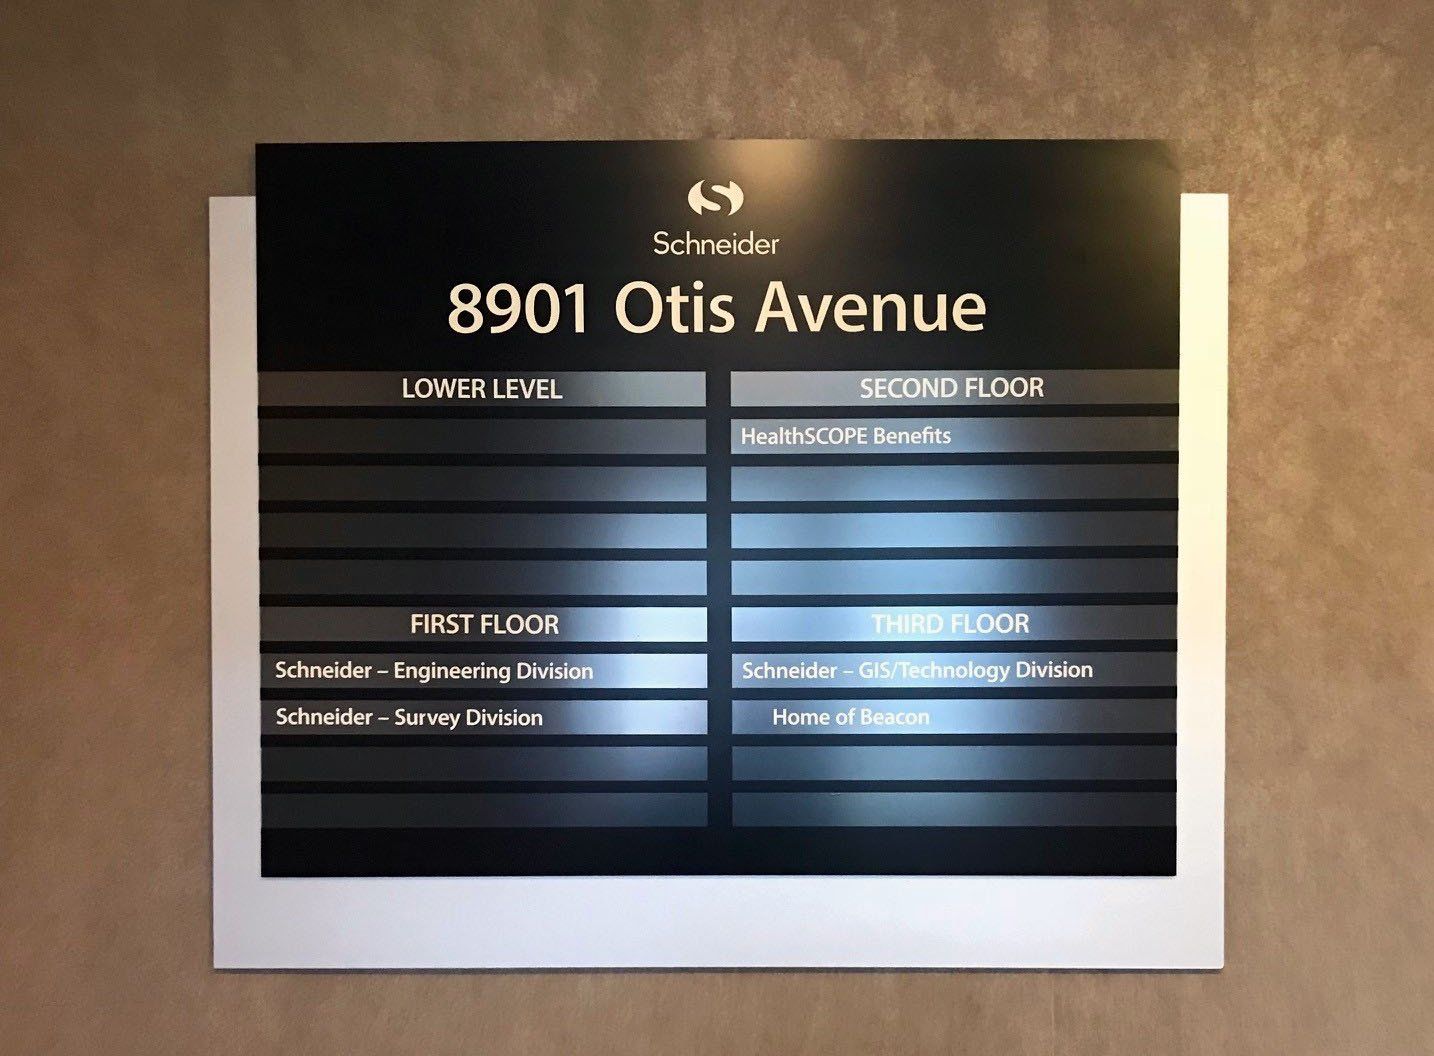 Schneider
8901 Otis Avenue
LOWER LEVEL
FIRST FLOOR
Schneider – Engineering Division
Schneider – Survey Division
SECOND FLOOR
HealthSCOPE Benefits
THIRD FLOOR
Schneider – GIS/Technology Division
Home of Beacon